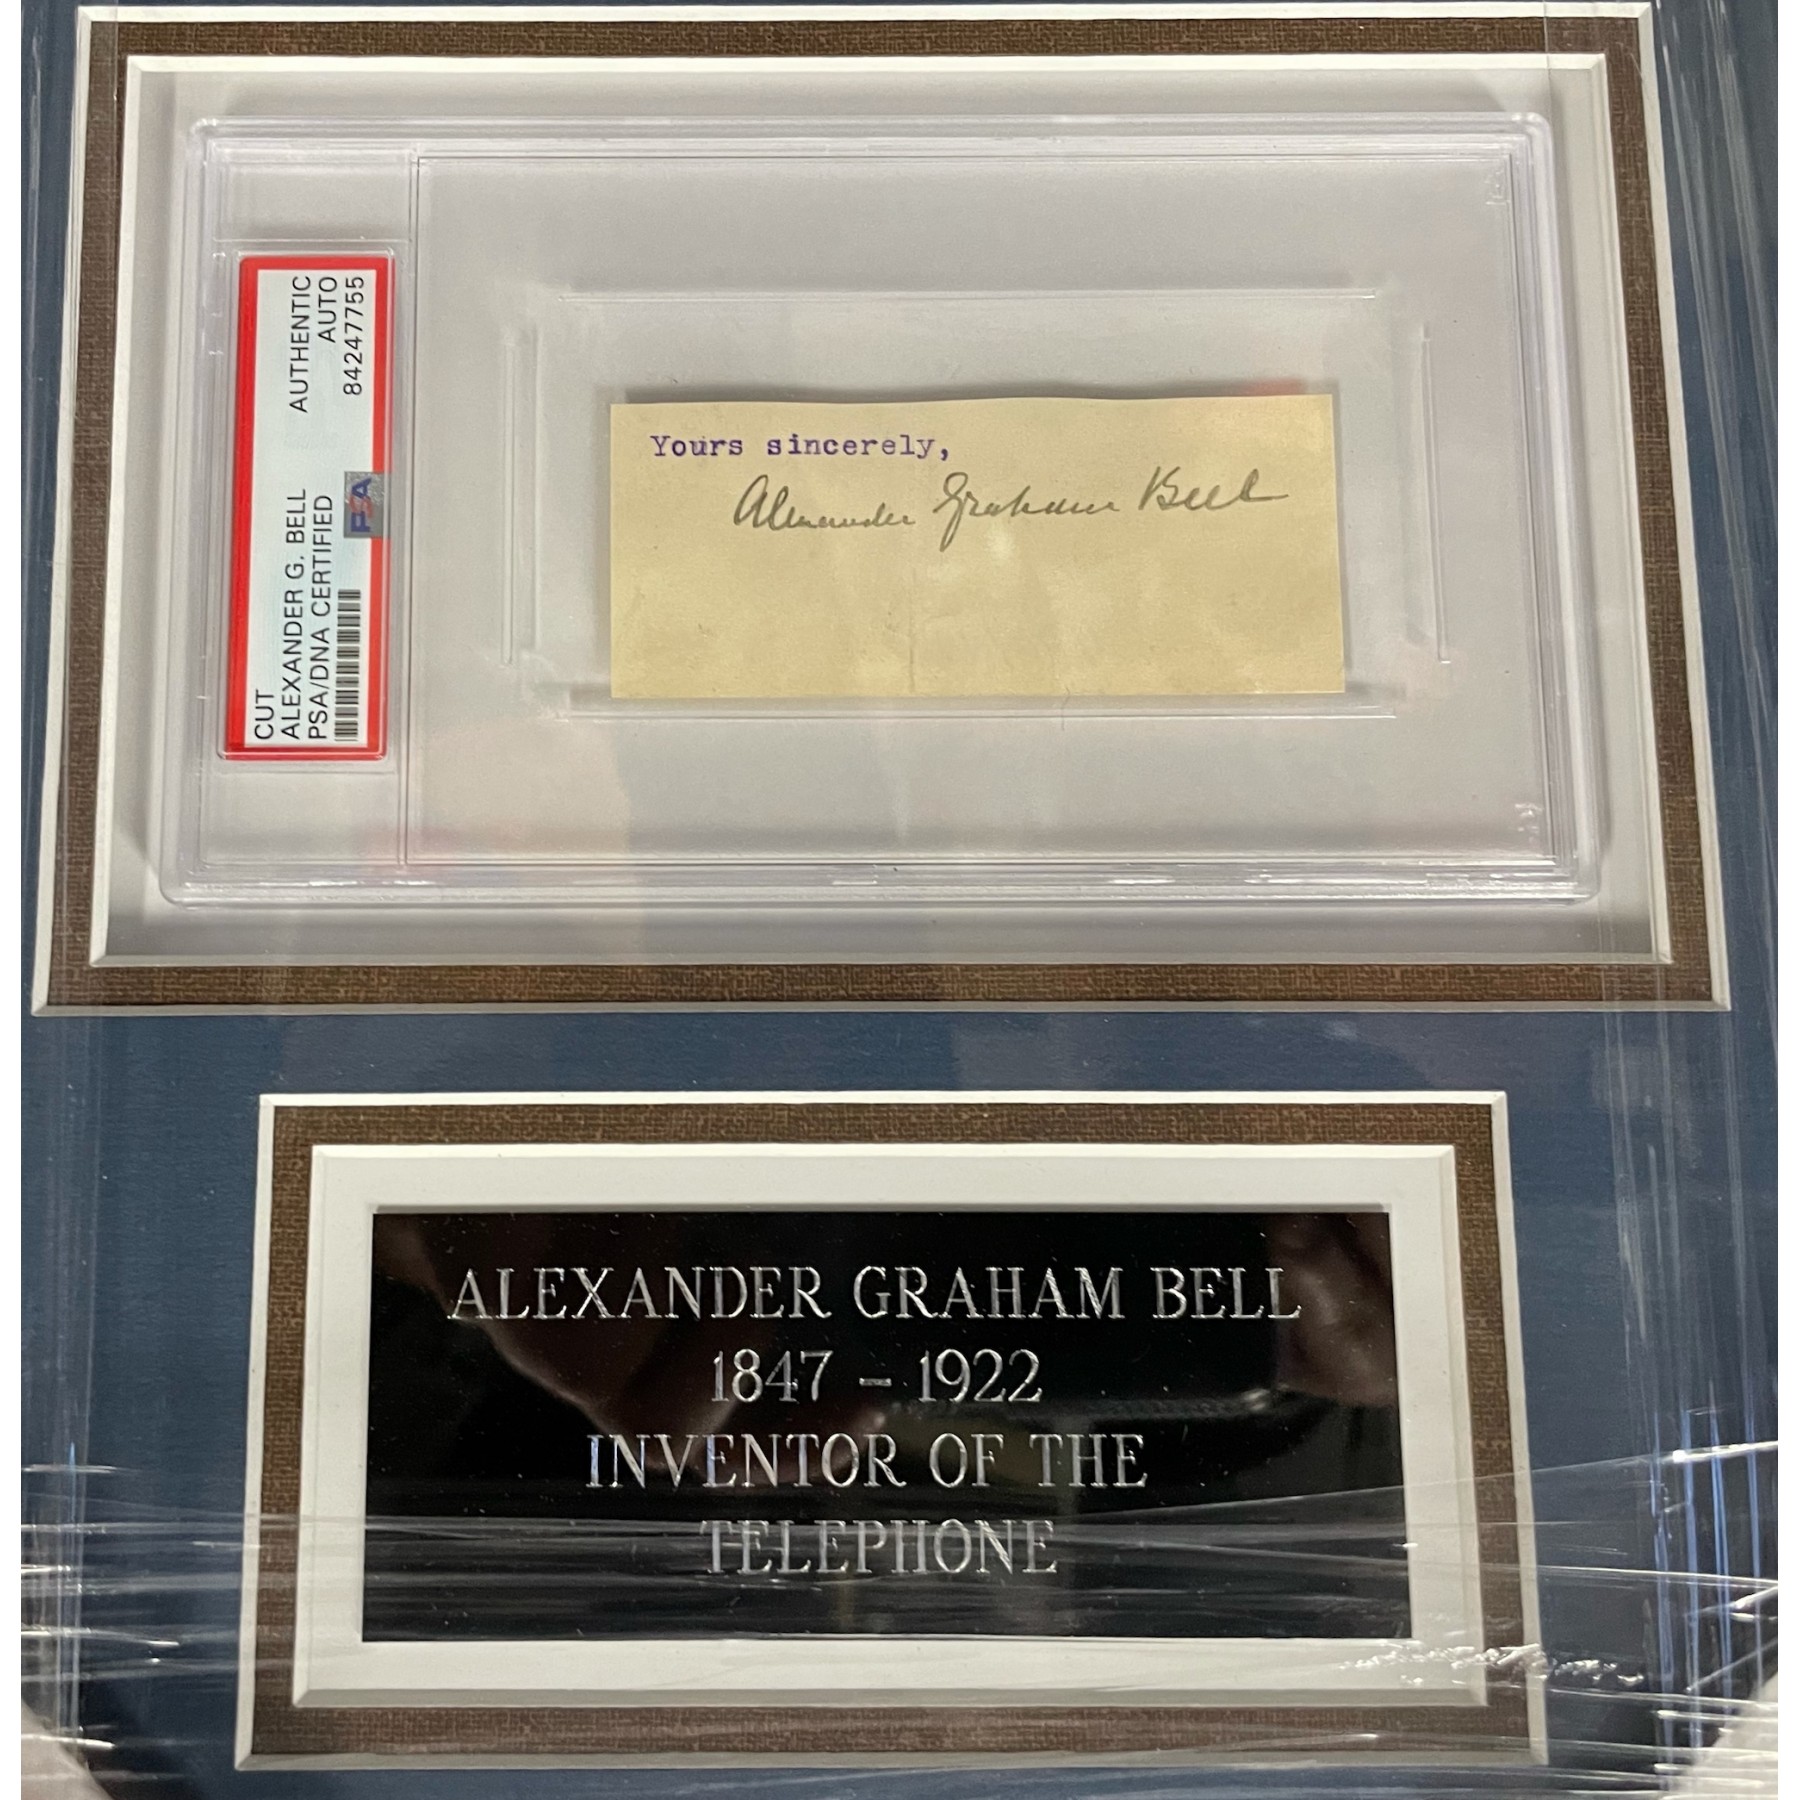 CUT
ALEXANDER G. BELL
PSA/DNA CERTIFIED
AUTHENTIC
AUTO
84247755
PSA
Yours sincerely,
Alexander Graham Bell
ALEXANDER GRAHAM BELL
1847 - 1922
INVENTOR OF THE
TELEPHONE